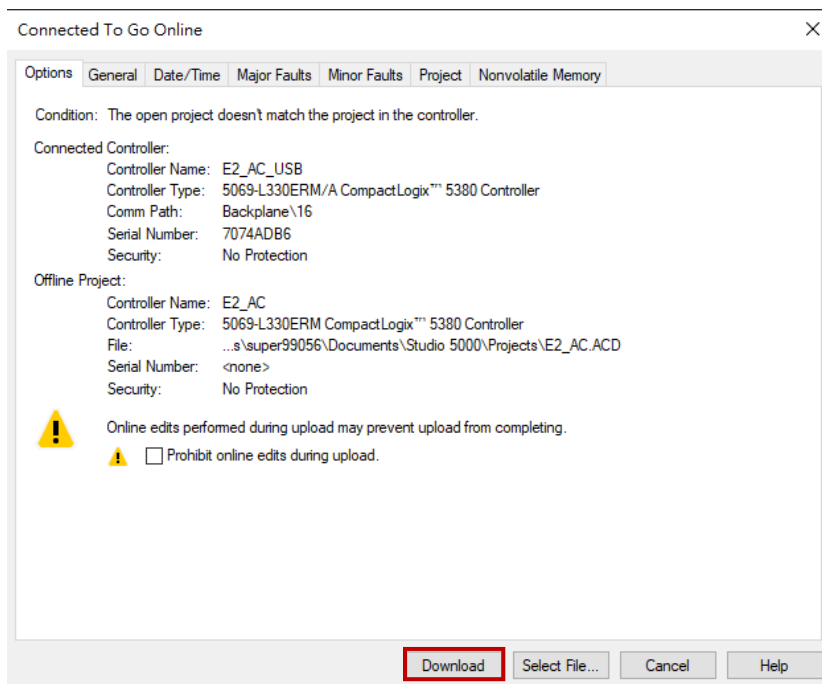 Connected To Go Online
Options General Date/Time Major Faults Minor Faults Project Nonvolatile Memory
Condition: The open project doesn't match the project in the controller.
Connected Controller:
Controller Name: E2_AC_USB
Controller Type: 5069-L330ERM/A CompactLogix™ 5380 Controller
Comm Path: Backplane\16
Serial Number: 7074ADB6
Security: No Protection
Offline Project:
Controller Name: E2_AC
Controller Type: 5069-L330ERM CompactLogix™ 5380 Controller
File: ...s\super99056\Documents\Studio 5000\Projects\E2_AC.ACD
Serial Number: <none>
Security: No Protection
Online edits performed during upload may prevent upload from completing.
Prohibit online edits during upload.
Download Select File... Cancel Help